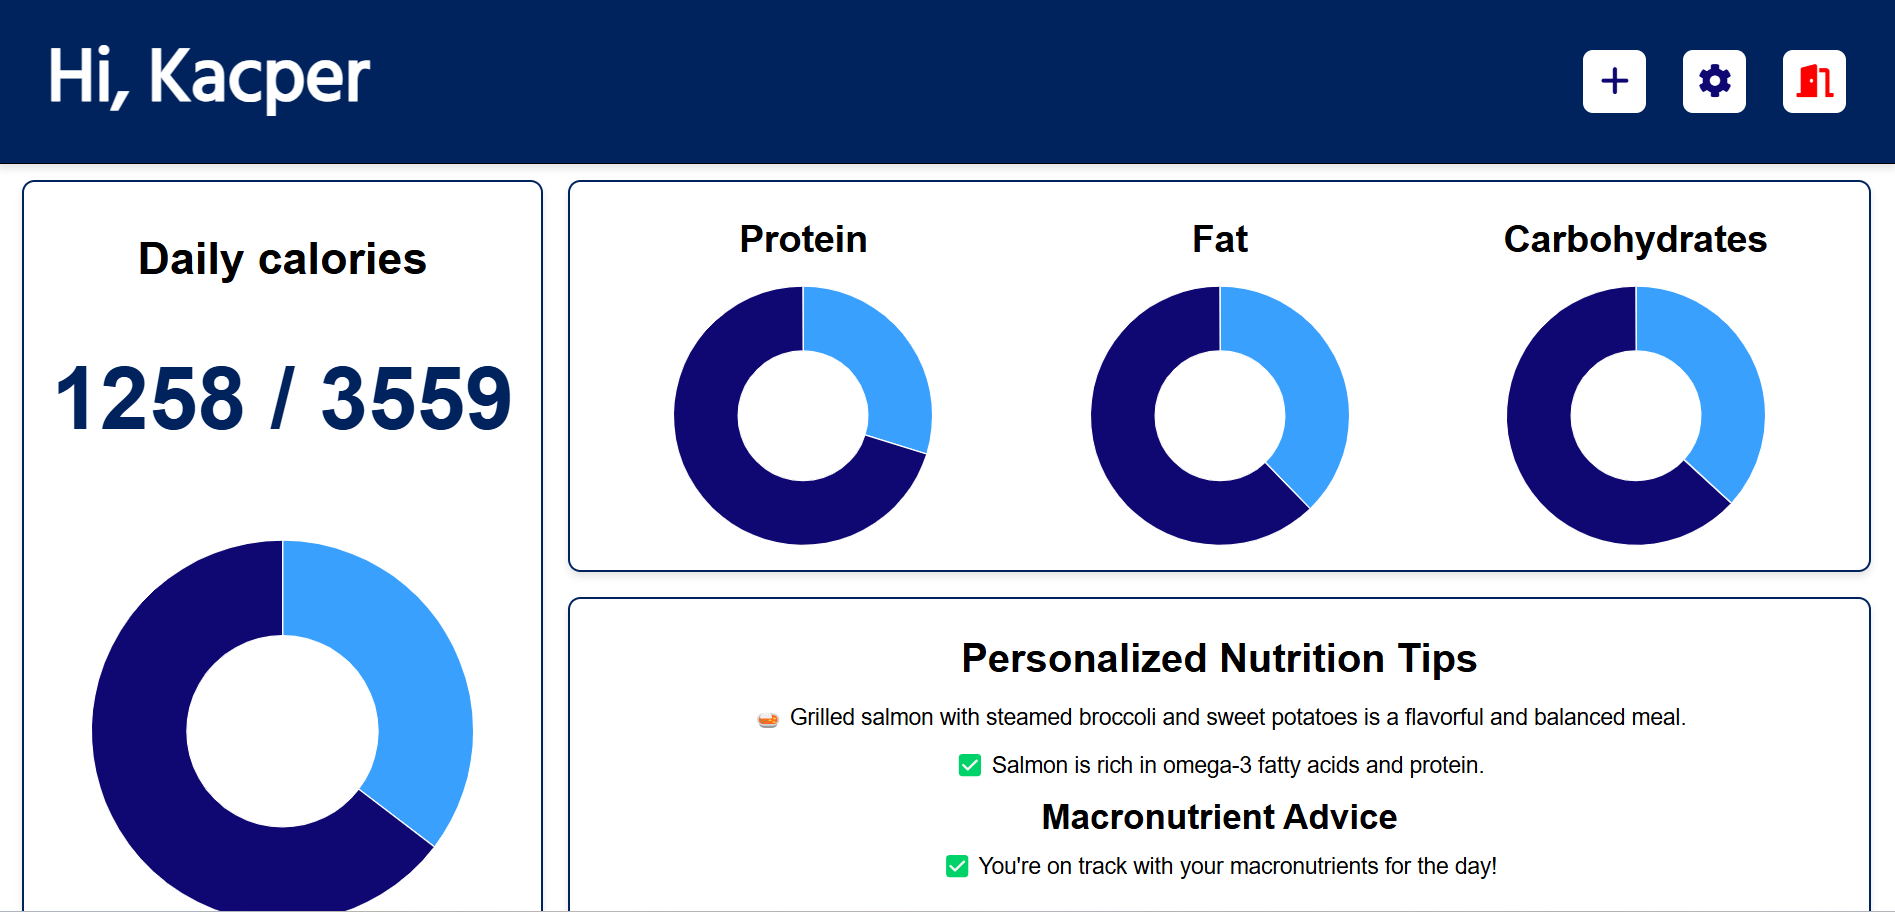 Hi, Kacper
Daily calories
1258 / 3559
Protein
Fat
Carbohydrates
Personalized Nutrition Tips
Grilled salmon with steamed broccoli and sweet potatoes is a flavorful and balanced meal.
Salmon is rich in omega-3 fatty acids and protein.
Macronutrient Advice
You're on track with your macronutrients for the day!